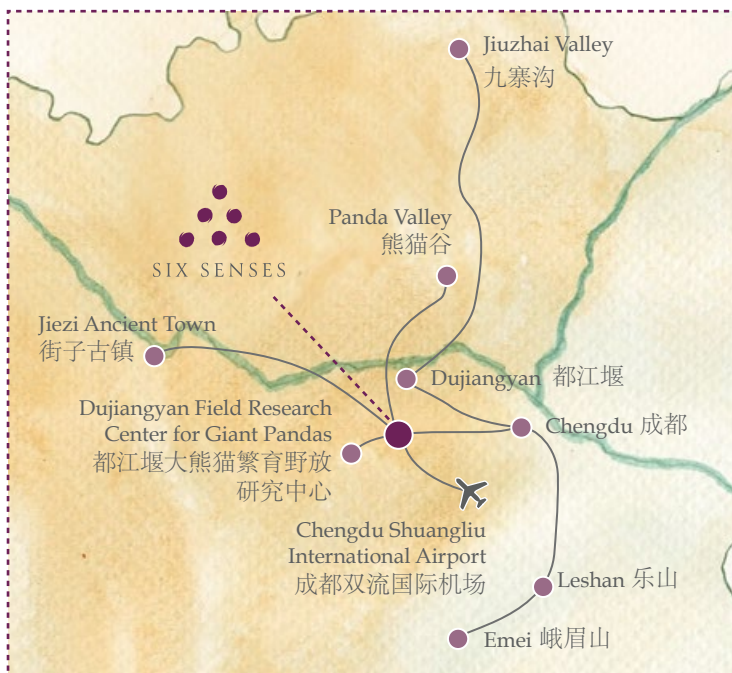 Jiuzhai Valley
九寨沟
Panda Valley
熊猫谷
SIX SENSES
Jiezi Ancient Town
街子古镇
Dujiangyan 都江堰
Dujiangyan Field Research
Center for Giant Pandas
都江堰大熊猫繁育野放
研究中心
Chengdu 成都
Chengdu Shuangliu
International Airport
成都双流国际机场
Leshan 乐山
Emei 峨眉山